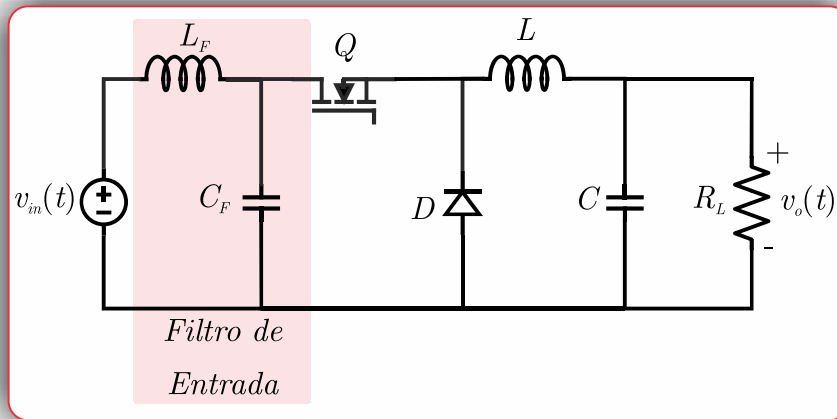 L_F
Q
L
v_in(t)
C_F
D
C
R_L
+
v_o(t)
-
Filtro de
Entrada